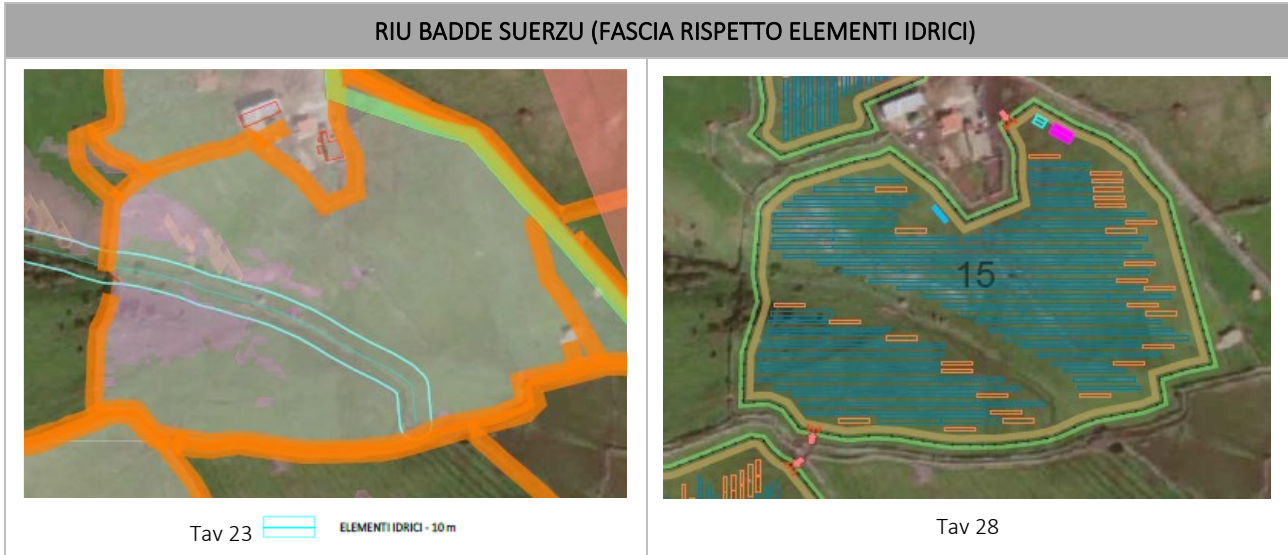 RIU BADDE SUERZU (FASCIA RISPETTO ELEMENTI IDRICI)
15
Tav 23 ELEMENTI IDRICI - 10 m
Tav 28